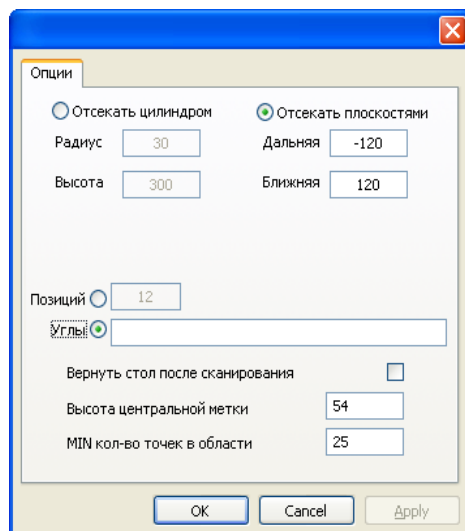 Опции
Отсекать цилиндром Отсекать плоскостями
Радиус 30 Дальняя -120
Высота 300 Ближняя 120
Позиций 12
Углы
Вернуть стол после сканирования
Высота центральной метки 54
MIN кол-во точек в области 25
OK Cancel Apply